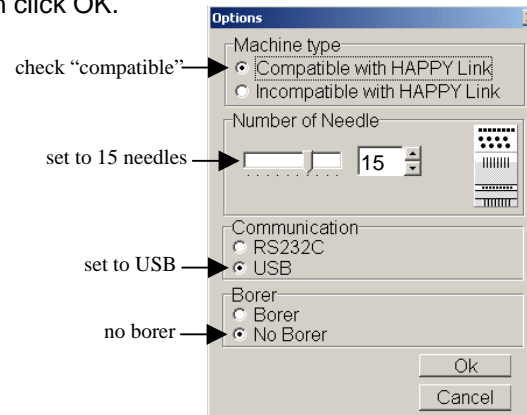 n click OK.
Options
Machine type
check “compatible”
Compatible with HAPPY Link
Incompatible with HAPPY Link
Number of Needle
set to 15 needles
15
Communication
RS232C
set to USB
USB
Borer
Borer
no borer
No Borer
Ok
Cancel